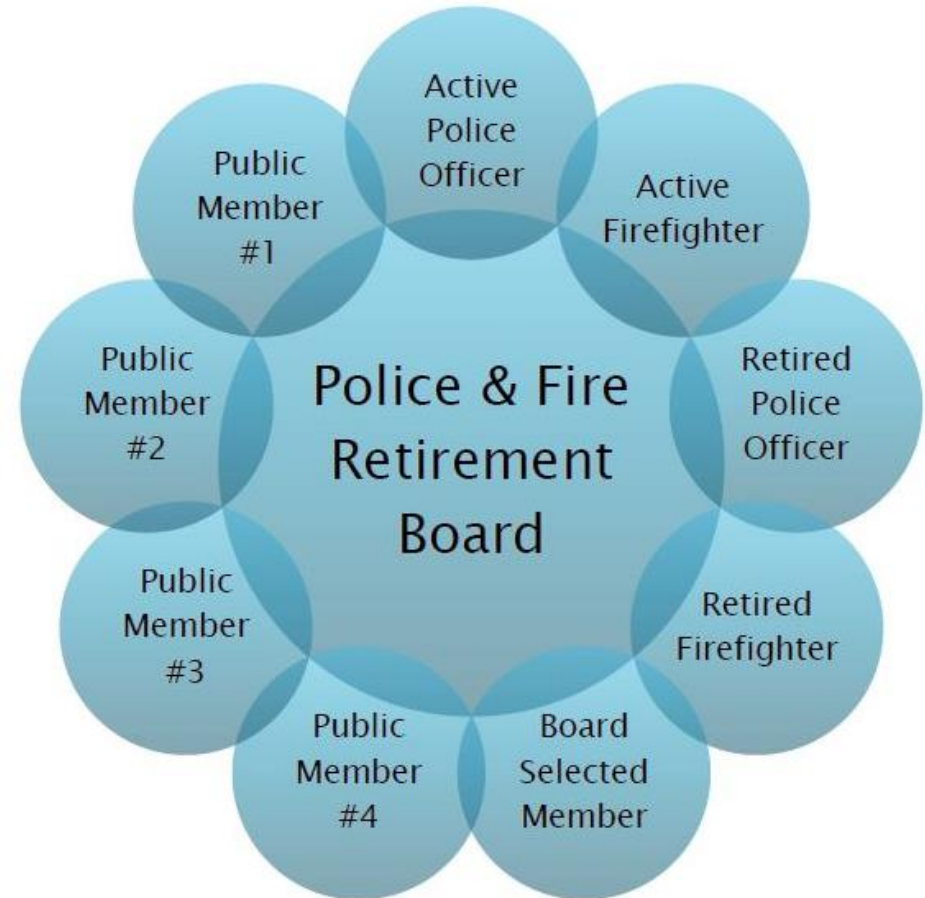 Active
Police
Officer
Active
Firefighter
Retired
Police
Officer
Retired
Firefighter
Board
Selected
Member
Public
Member
#4
Public
Member
#3
Public
Member
#2
Public
Member
#1
Police & Fire
Retirement
Board